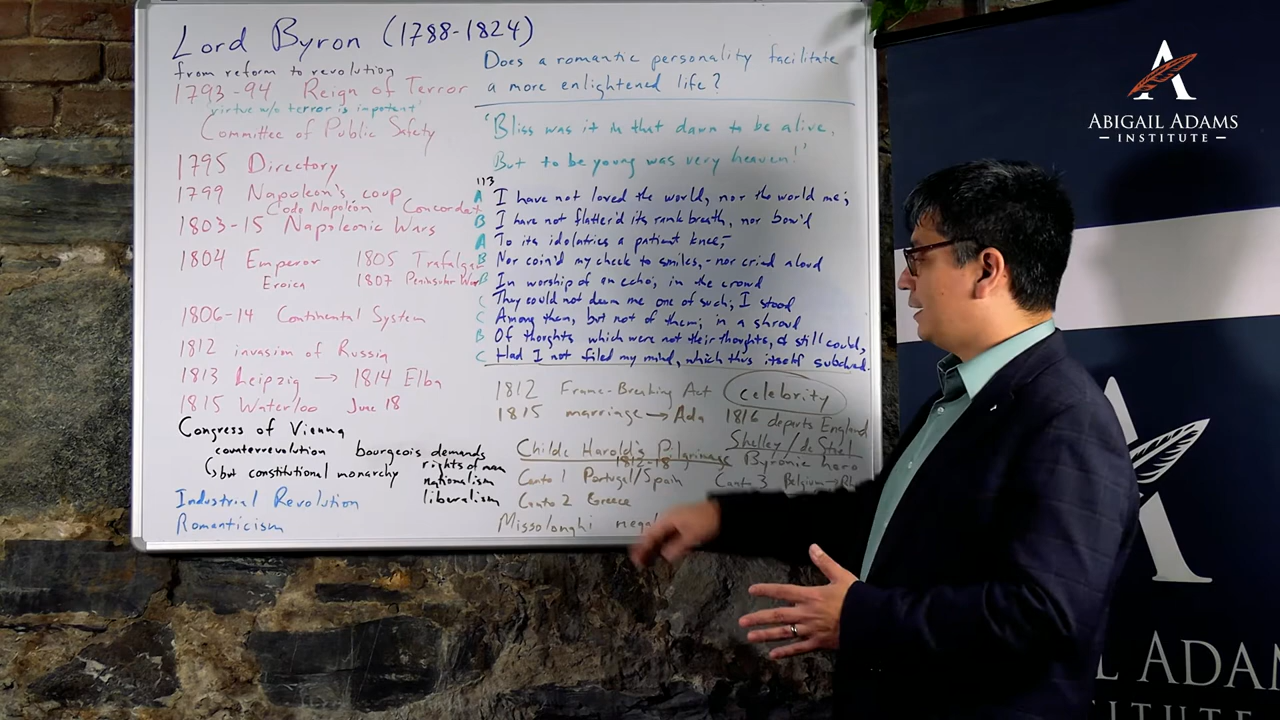 Lord Byron (1788-1824)
from reform to revolution
1793-94 Reign of Terror
'virtue w/o terror is impotent'
Committee of Public Safety
1795 Directory
1799 Napoleon's coup
Code Napoléon Concordat
1803-15 Napoleonic Wars
1804 Emperor 1805 Trafalgar
Eroica 1807 Peninsular War
1806-14 Continental System
1812 invasion of Russia
1813 Leipzig → 1814 Elba
1815 Waterloo June 18
Congress of Vienna
counterrevolution bourgeois demands
but constitutional monarchy rights of man
nationalism
liberalism
Industrial Revolution
Romanticism
Does a romantic personality facilitate
a more enlightened life?
'Bliss was it in that dawn to be alive,
But to be young was very heaven!'
113
A I have not loved the world, nor the world me;
B I have not flatter'd its rank breath, nor bow'd
A To its idolatries a patient knee,-
B Nor coin'd my cheek to smiles,- nor cried aloud
B In worship of an echo; in the crowd
C They could not deem me one of such; I stood
C Among them, but not of them; in a shroud
B Of thoughts which were not their thoughts, & still could,
C Had I not filed my mind, which thus itself subdued.
1812 Frame-Breaking Act celebrity
1815 marriage → Ada 1816 departs England
Shelley / de Stael
Childe Harold's Pilgrimage Byronic hero
1812-18
Canto 1 Portugal/Spain Cant 3 Belgium →
Canto 2 Greece
Missolonghi
ABIGAIL ADAMS
INSTITUTE
L ADA